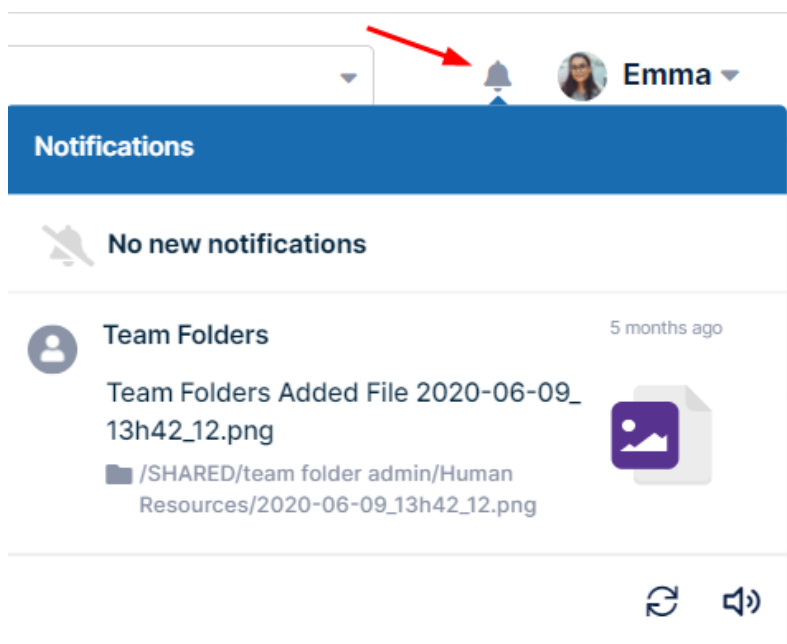 Emma
Notifications
No new notifications
Team Folders
5 months ago
Team Folders Added File 2020-06-09_
13h42_12.png
/SHARED/team folder admin/Human
Resources/2020-06-09_13h42_12.png